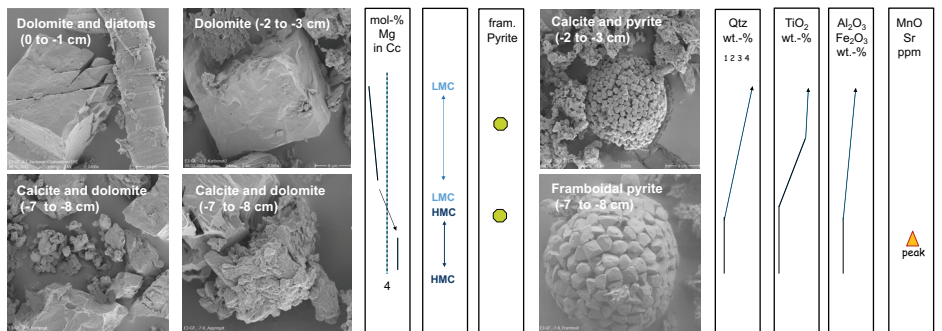 Dolomite and diatoms
(0 to -1 cm)
Dolomite (-2 to -3 cm)
mol-%
Mg
in Cc
4
LMC
LMC
HMC
HMC
fram.
Pyrite
Calcite and pyrite
(-2 to -3 cm)
Qtz
wt.-%
1 2 3 4
TiO2
wt.-%
Al2O3
Fe2O3
wt.-%
MnO
Sr
ppm
peak
Calcite and dolomite
(-7 to -8 cm)
Calcite and dolomite
(-7 to -8 cm)
Framboidal pyrite
(-7 to -8 cm)